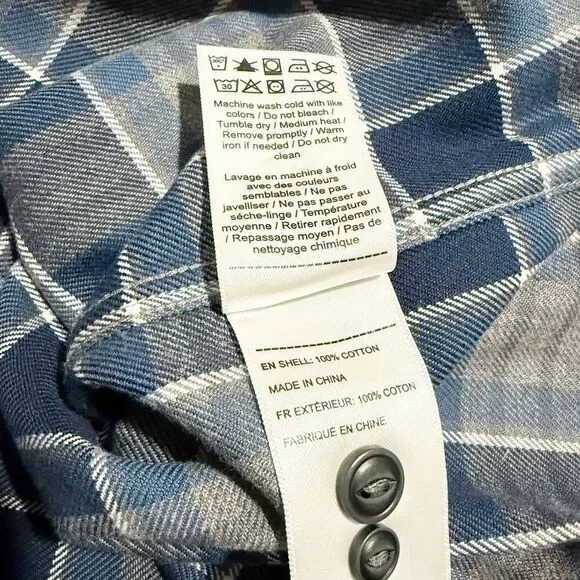 30
Machine wash cold with like
colors / Do not bleach /
Tumble dry / Medium heat /
Remove promptly / Warm
iron if needed / Do not dry
clean
Lavage en machine à froid
avec des couleurs
semblables / Ne pas
javelliser / Ne pas passer au
séche-linge / Température
moyenne / Retirer rapidement
/ Repassage moyen / Pas de
nettoyage chimique
EN SHELL: 100% COTTON
MADE IN CHINA
FR EXTÉRIEUR: 100% COTON
FABRIQUÉ EN CHINE